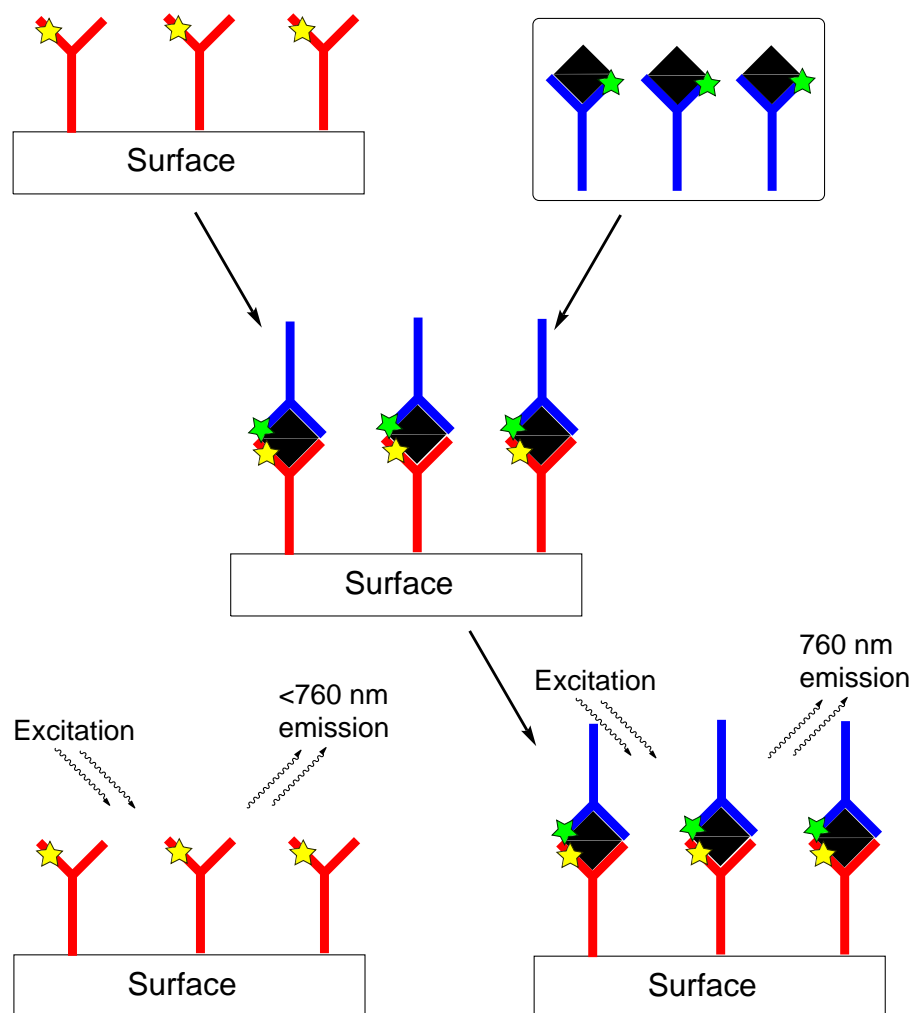 Surface
Surface
760 nm
emission
Excitation
<760 nm
emission
Excitation
Surface
Surface